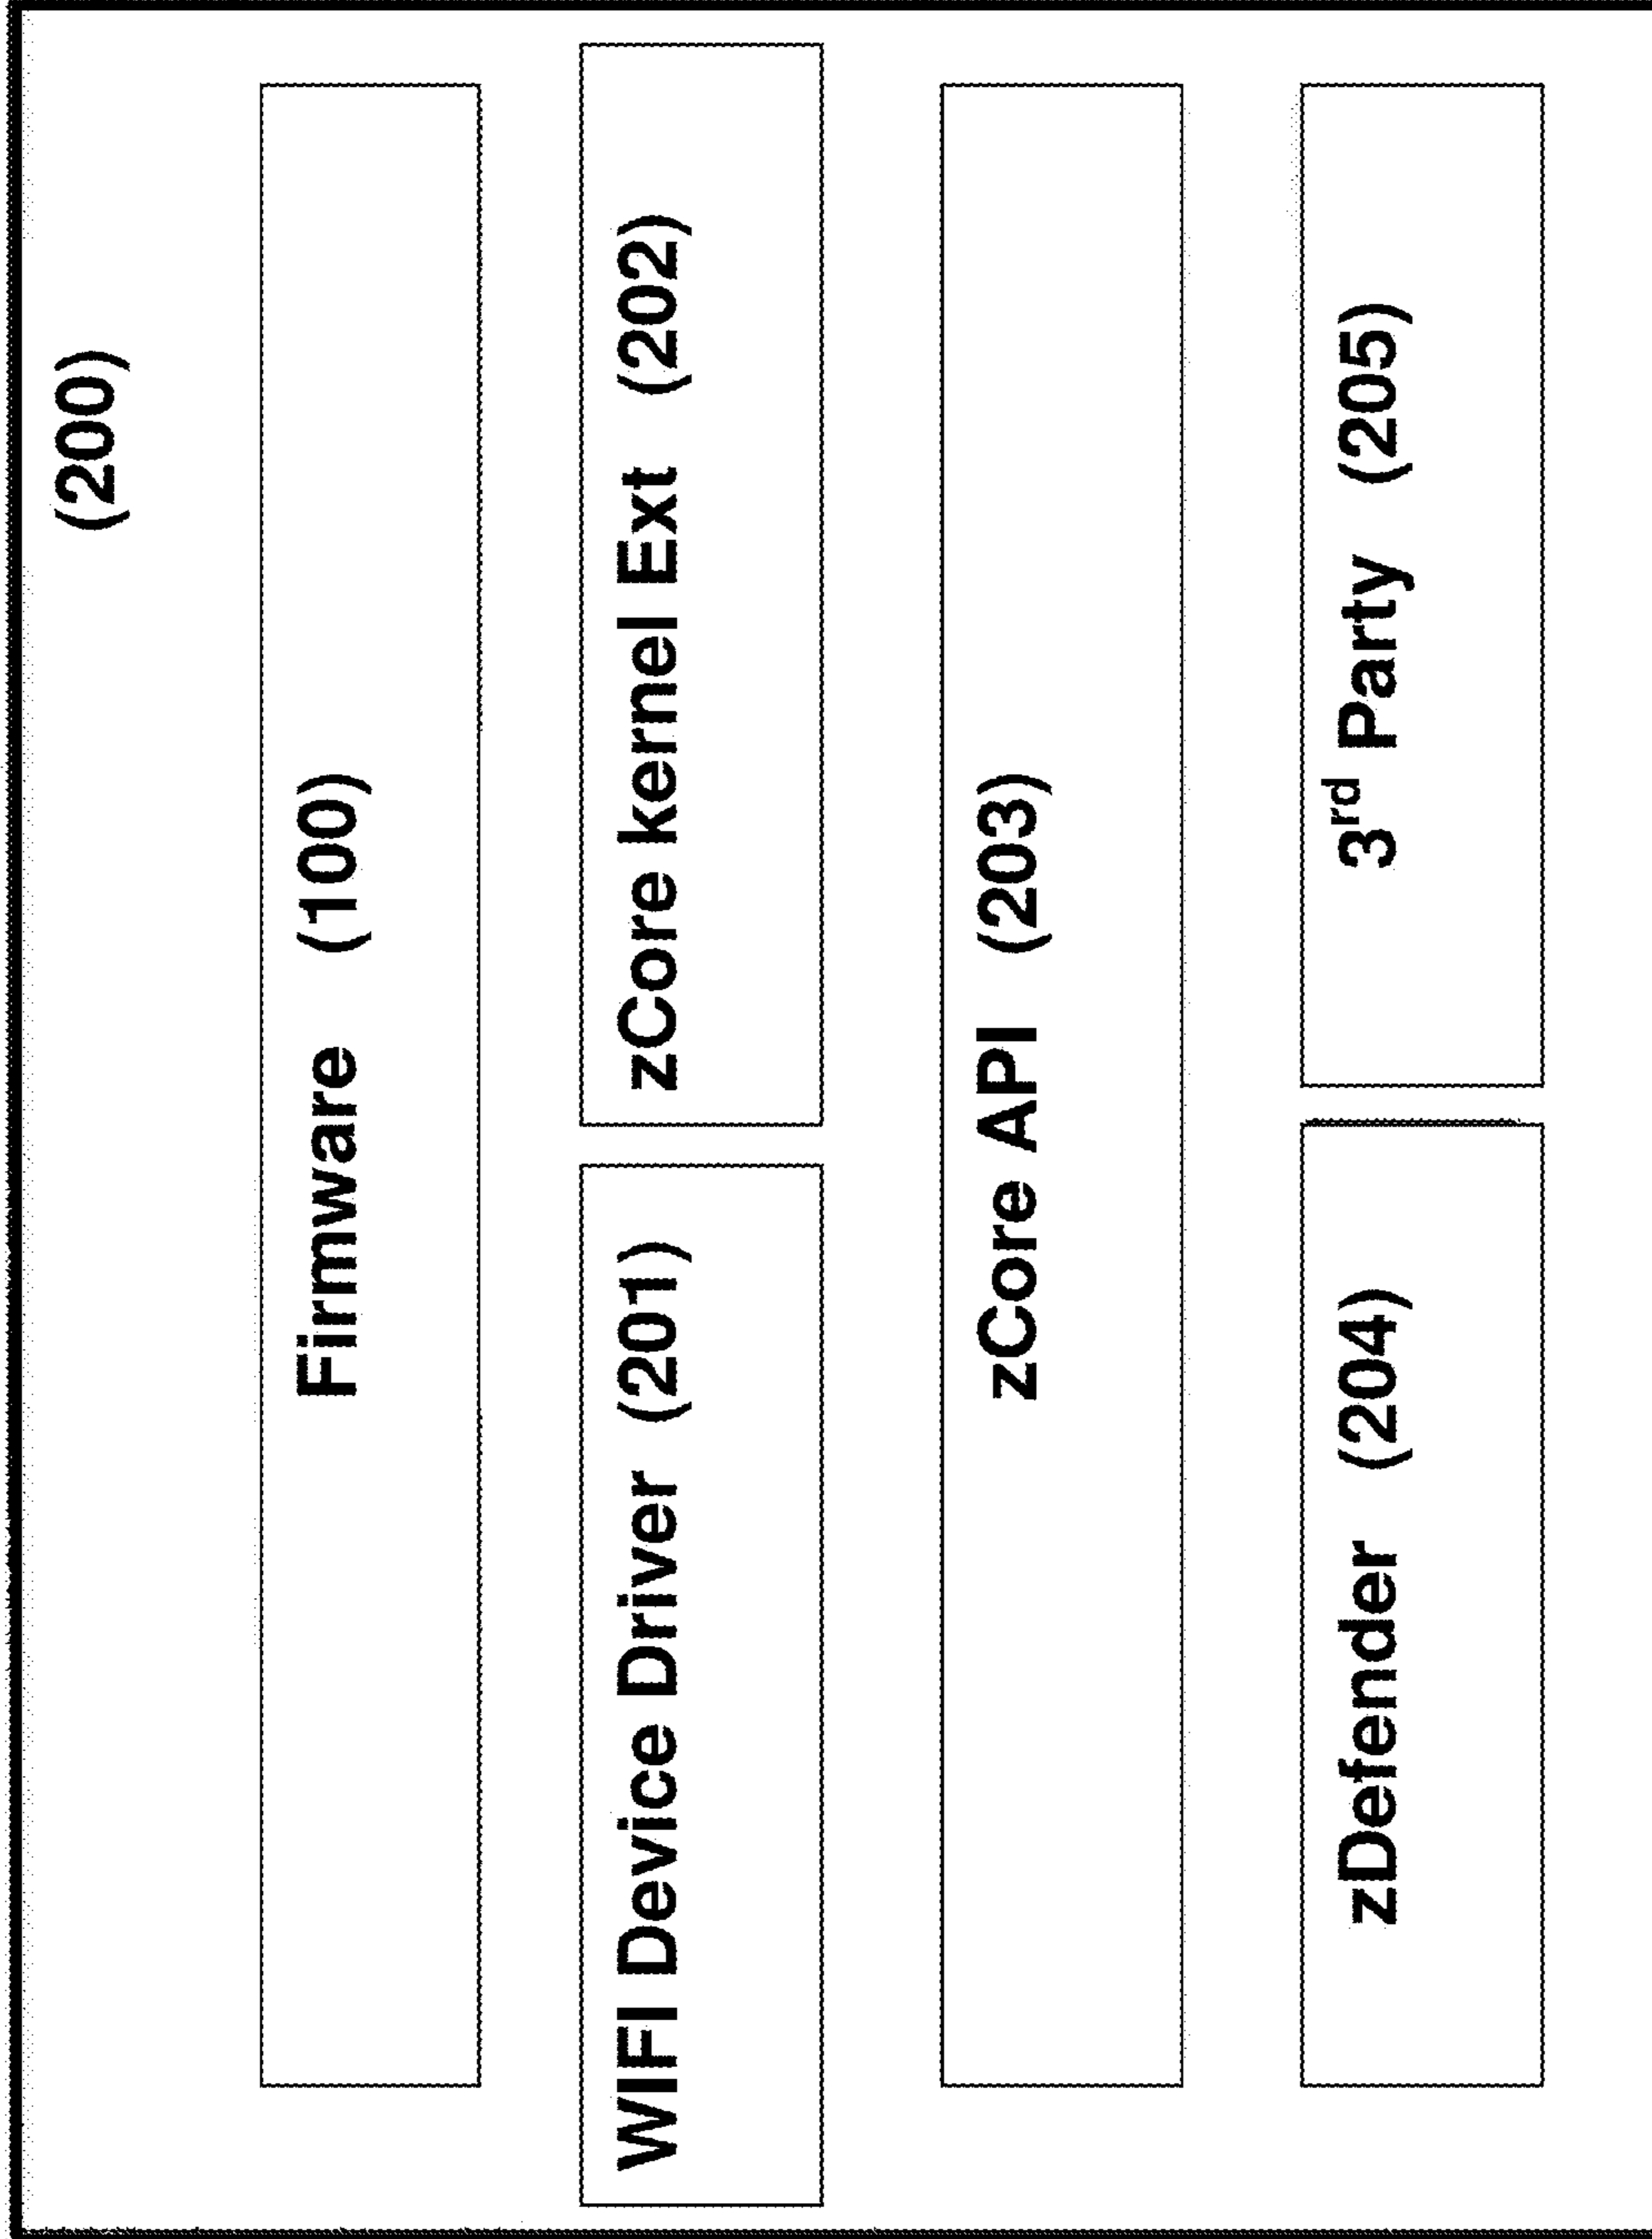 (200)
Firmware (100)
WIFI Device Driver (201)
zCore kernel Ext (202)
zCore API (203)
zDefender (204)
3rd Party (205)